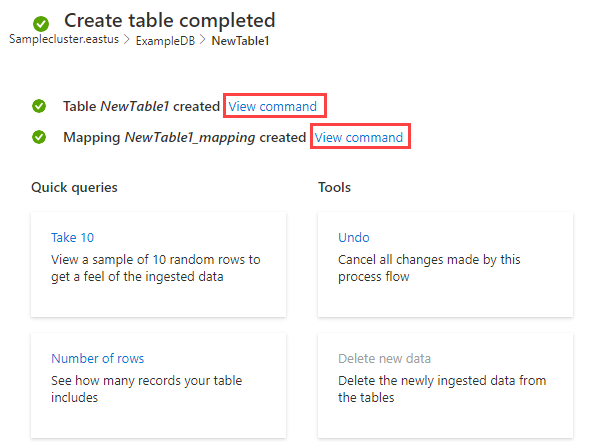 Create table completed
Samplecluster.eastus > ExampleDB > NewTable1
Table NewTable1 created View command
Mapping NewTable1_mapping created View command
Quick queries
Take 10
View a sample of 10 random rows to
get a feel of the ingested data
Number of rows
See how many records your table
includes
Tools
Undo
Cancel all changes made by this
process flow
Delete new data
Delete the newly ingested data from
the tables